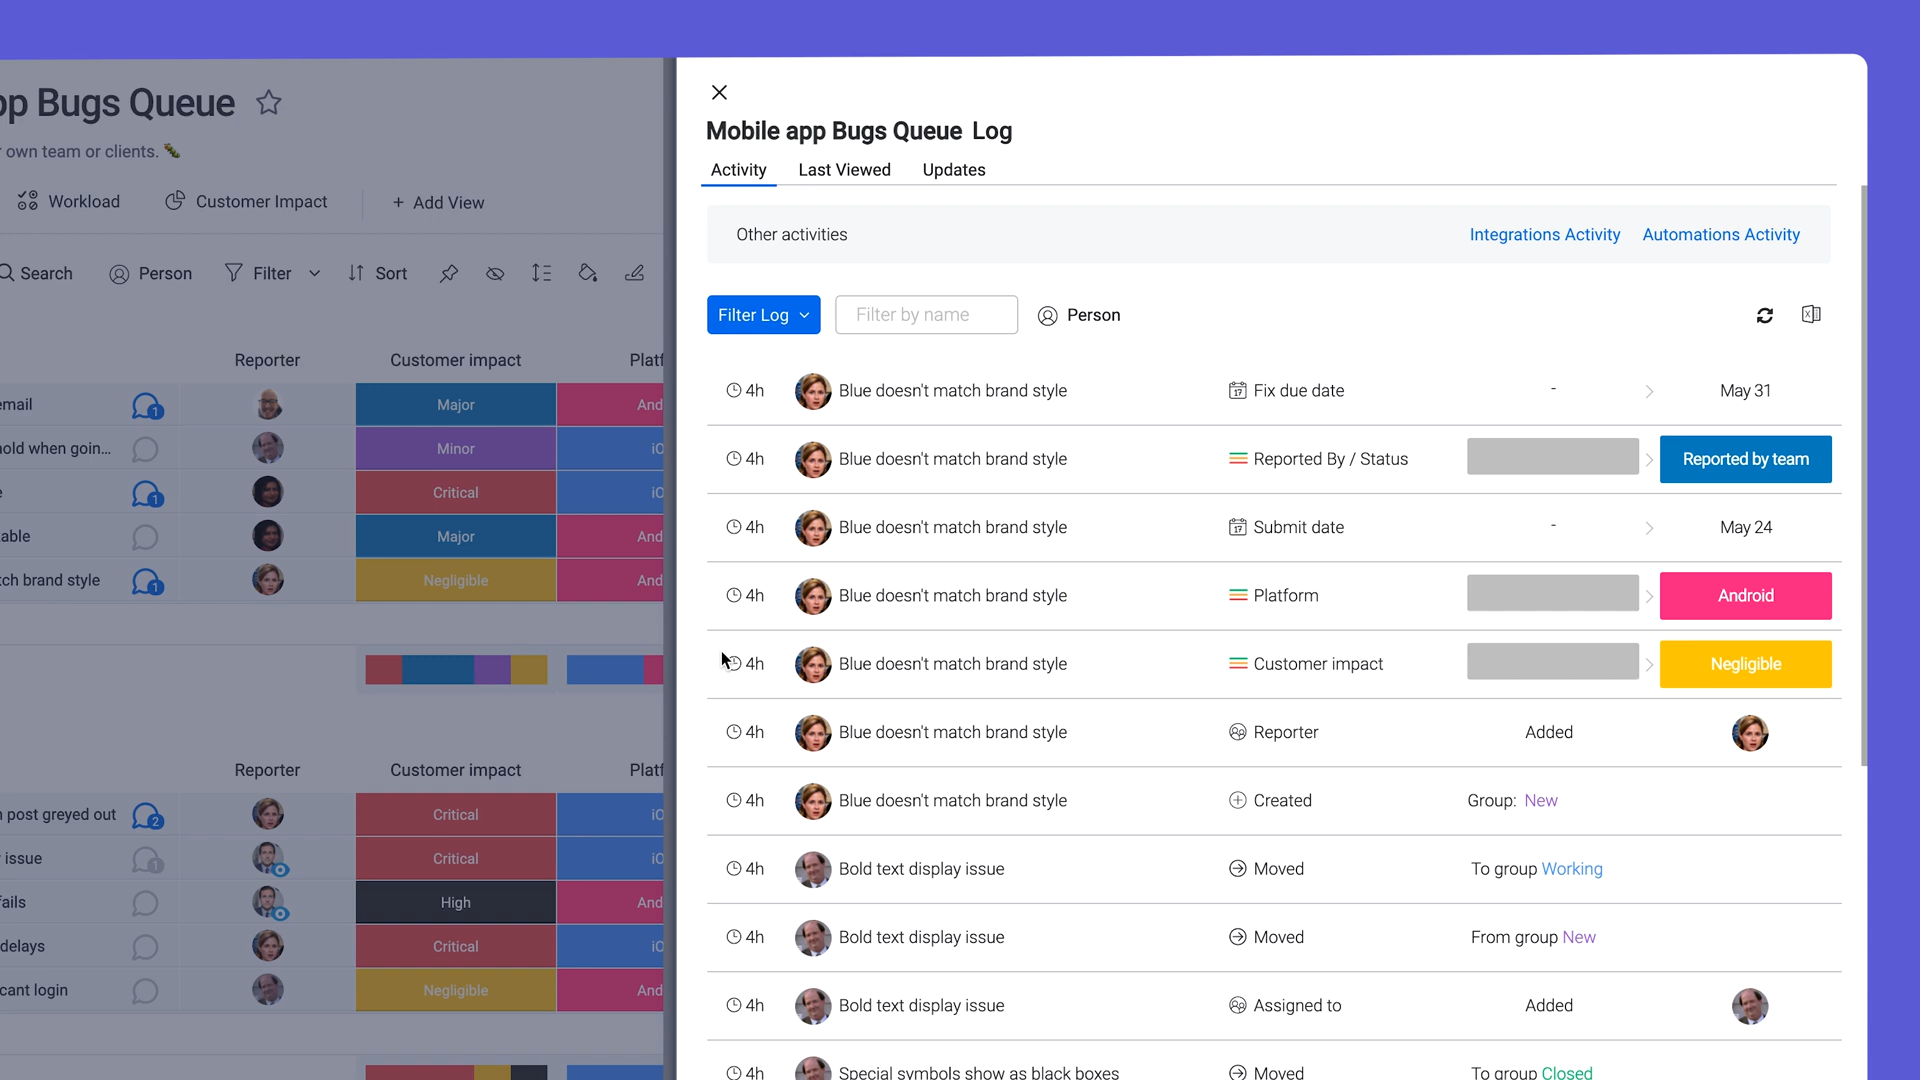 pp Bugs Queue
own team or clients.
Workload
Customer Impact
+ Add View
Search
Person
Filter
Sort
Reporter
Customer impact
Platf
email
1
Major
And
old when goin...
Minor
iO
e
1
Critical
iO
able
Major
And
ch brand style
1
Negligible
And
Reporter
Customer impact
Platf
post greyed out
2
Critical
iO
issue
1
Critical
iO
ails
High
And
delays
Critical
iO
cant login
Negligible
And
Mobile app Bugs Queue Log
Activity
Last Viewed
Updates
Other activities
Integrations Activity
Automations Activity
Filter Log
Filter by name
Person
4h
Blue doesn't match brand style
17
Fix due date
-
May 31
4h
Blue doesn't match brand style
Reported By / Status
Reported by team
4h
Blue doesn't match brand style
17
Submit date
-
May 24
4h
Blue doesn't match brand style
Platform
Android
4h
Blue doesn't match brand style
Customer impact
Negligible
4h
Blue doesn't match brand style
Reporter
Added
4h
Blue doesn't match brand style
Created
Group: New
4h
Bold text display issue
Moved
To group Working
4h
Bold text display issue
Moved
From group New
4h
Bold text display issue
Assigned to
Added
4h
Special symbols show as black boxes
Moved
To group Closed